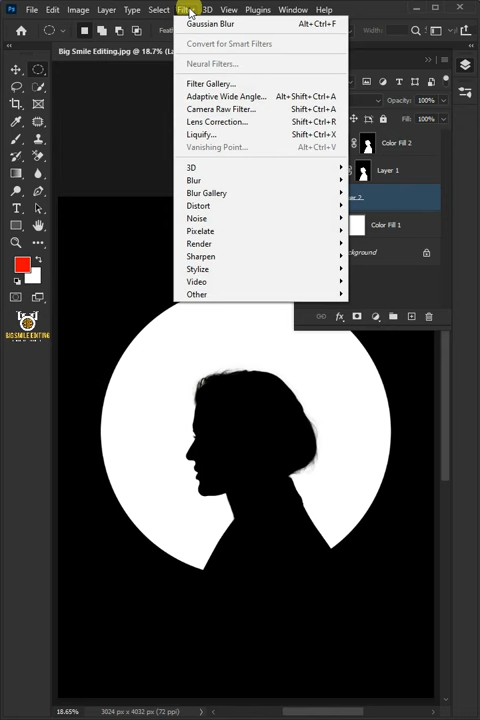 Ps File Edit Image Layer Type Select Filter 3D View Plugins Window Help
Width:
Big Smile Editing.jpg @ 18.7%
Gaussian Blur Alt+Ctrl+F
Convert for Smart Filters
Neural Filters...
Filter Gallery...
Adaptive Wide Angle... Alt+Shift+Ctrl+A
Camera Raw Filter... Shift+Ctrl+A
Lens Correction... Shift+Ctrl+R
Liquify... Shift+Ctrl+X
Vanishing Point... Alt+Ctrl+V
3D
Blur
Blur Gallery
Distort
Noise
Pixelate
Render
Sharpen
Stylize
Video
Other
Opacity: 100%
Fill: 100%
Color Fill 2
Layer 1
Color Fill 1
BIG SMILE EDITING
18.65% 3024 px x 4032 px (72 ppi)